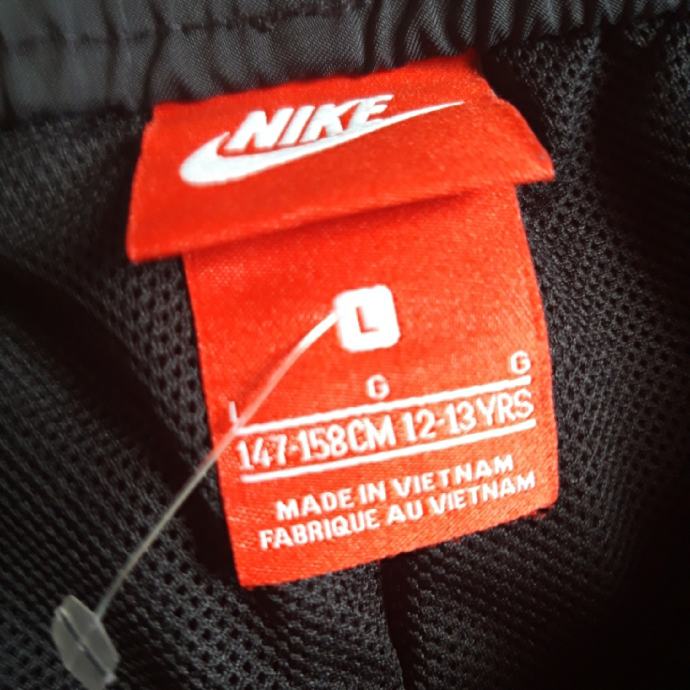 NIKE
L
L G G
147-158CM 12-13YRS
MADE IN VIETNAM
FABRIQUE AU VIETNAM